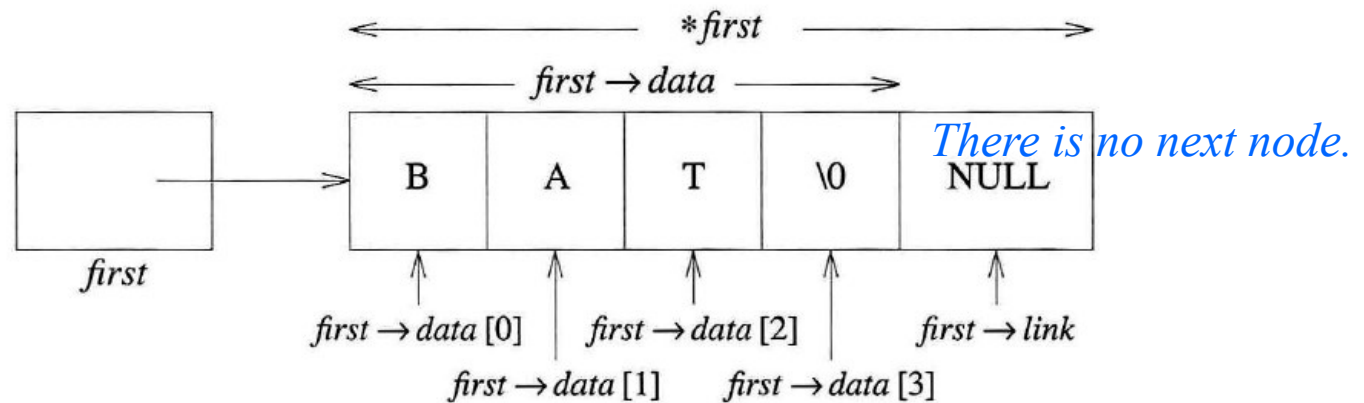 *first
first → data
There is no next node.
B A T \0 NULL
first
first → data [0] first → data [2] first → link
first → data [1] first → data [3]